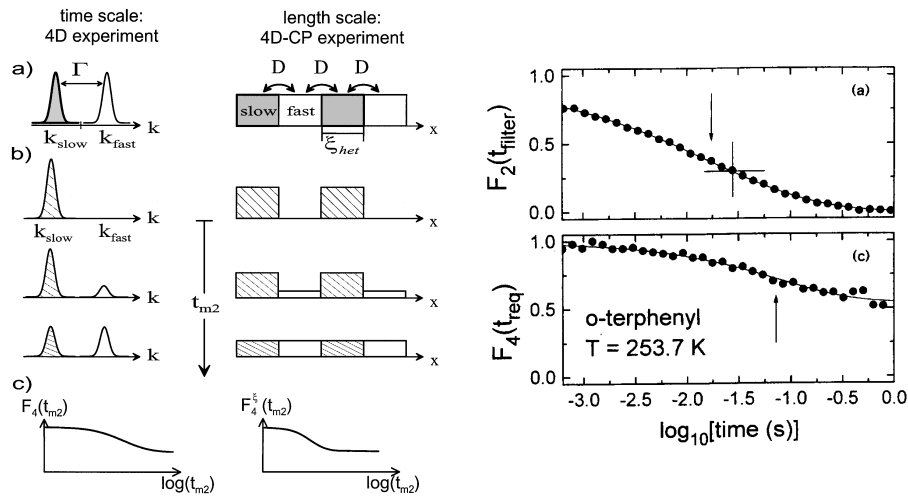 time scale:
4D experiment
length scale:
4D-CP experiment
a)
Γ
k_slow
k_fast
k
D
D
D
slow
fast
ξ_het
x
b)
k_slow
k_fast
k
x
k
x
t_m2
k
x
c)
F_4(t_m2)
log(t_m2)
F_4^ξ(t_m2)
log(t_m2)
F_2(t_filter)
1.0
0.5
0.0
(a)
F_4(t_req)
1.0
0.5
0.0
(c)
o-terphenyl
T = 253.7 K
-3.0 -2.5 -2.0 -1.5 -1.0 -0.5 0.0
log_10[time (s)]